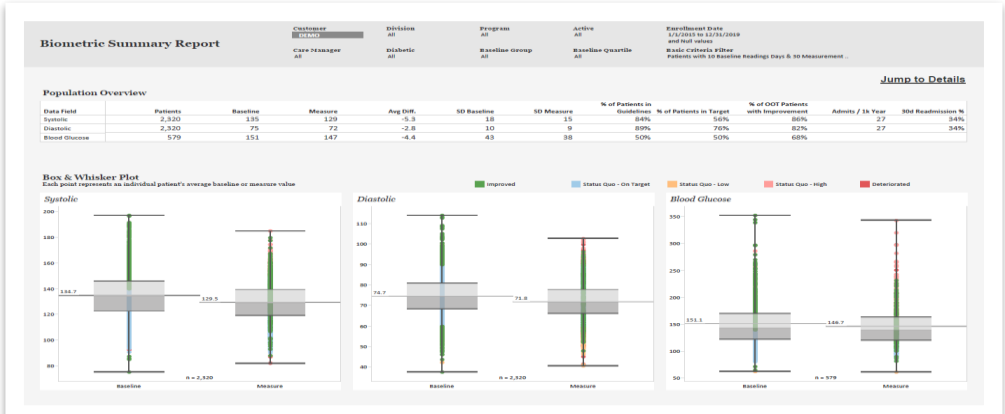 Biometric Summary Report
Customer Division Program Active Enrollment Date
DEMO All All All 1/1/2015 to 12/31/2019
and Null values
Care Manager Diabetic Baseline Group Baseline Quartile Basic Criteria Filter
All All All All Patients with 10 Baseline Readings Days & 30 Measurement ..
Jump to Details
Population Overview
% of Patients in % of OOT Patients
Data Field Patients Baseline Measure Avg Diff. SD Baseline SD Measure Guidelines % of Patients in Target with Improvement Admits / 1k Year 30d Readmission %
Systolic 2,320 135 129 -5.3 18 15 84% 56% 86% 27 34%
Diastolic 2,320 75 72 -2.8 10 9 89% 76% 82% 27 34%
Blood Glucose 579 151 147 -4.4 43 38 50% 50% 68%
Box & Whisker Plot
Each point represents an individual patient's average baseline or measure value
Improved Status Quo - On Target Status Quo - Low Status Quo - High Deteriorated
Systolic
200
180
160
140
120
100
80
134.7
128.5
n = 2,320
Baseline Measure
Diastolic
110
100
90
80
70
60
50
40
74.7
71.8
n = 2,320
Baseline Measure
Blood Glucose
350
300
250
200
150
100
50
151.1
146.7
n = 579
Baseline Measure